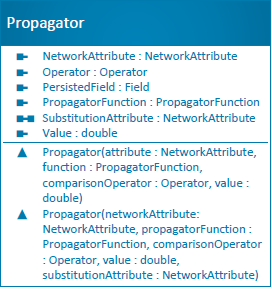 Propagator
NetworkAttribute : NetworkAttribute
Operator : Operator
PersistedField : Field
PropagatorFunction : PropagatorFunction
SubstitutionAttribute : NetworkAttribute
Value : double
Propagator(attribute : NetworkAttribute,
function : PropagatorFunction,
comparisonOperator : Operator, value :
double)
Propagator(networkAttribute:
NetworkAttribute, propagatorFunction :
PropagatorFunction, comparisonOperator
: Operator, value : double,
substitutionAttribute : NetworkAttribute)